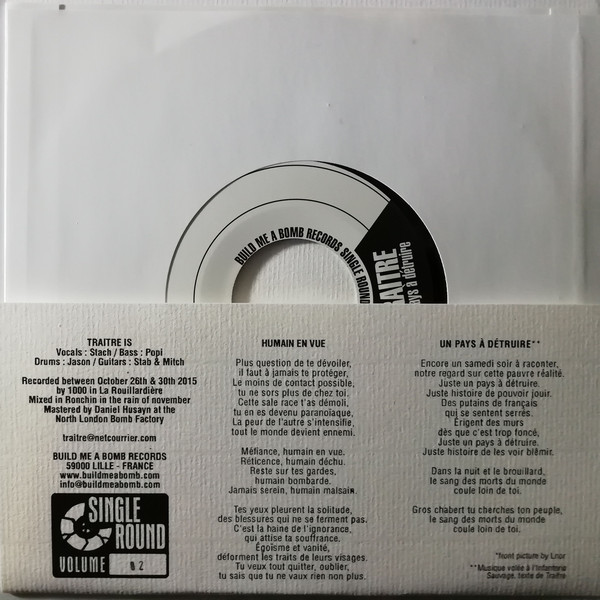 BUILD ME A BOMB RECORDS SINGLE ROUND
RAITRE
ays à détruire
TRAITRE IS
Vocals : Stach / Bass : Popi
Drums : Jason / Guitars : Stab & Mitch
Recorded between October 26th & 30th 2015
by 1000 in La Rouillardière
Mixed in Ronchin in the rain of november
Mastered by Daniel Husayn at the
North London Bomb Factory
traitre@netcourrier.com
BUILD ME A BOMB RECORDS
59000 LILLE - FRANCE
www.buildmeabomb.com
info@buildmeabomb.com
SINGLE
ROUND
VOLUME 02
HUMAIN EN VUE
Plus question de te dévoiler,
il faut à jamais te protéger,
Le moins de contact possible,
tu ne sors plus de chez toi.
Cette sale race t'as démoli,
tu en es devenu paranoïaque,
La peur de l'autre s'intensifie,
tout le monde devient ennemi.
Méfiance, humain en vue.
Réticence, humain déchu.
Reste sur tes gardes,
humain bombarde.
Jamais serein, humain malsain.
Tes yeux pleurent la solitude,
des blessures qui ne se ferment pas.
C'est la haine de l'ignorance,
qui attise ta souffrance.
Égoïsme et vanité,
déforment les traits de leurs visages.
Tu veux tout quitter, oublier,
tu sais que tu ne vaux rien non plus.
UN PAYS À DÉTRUIRE**
Encore un samedi soir à raconter,
notre regard sur cette pauvre réalité.
Juste un pays à détruire.
Juste histoire de pouvoir jouir.
Des putains de français
qui se sentent serrés.
Érigent des murs
dès que c'est trop foncé,
Juste un pays à détruire.
Juste histoire de les voir blêmir.
Dans la nuit et le brouillard,
le sang des morts du monde
coule loin de toi.
Gros chabert tu cherches ton peuple,
le sang des morts du monde
coule loin de toi.
*front picture by Lnor
**Musique volée à l'Infanterie
Sauvage, texte de Traitre